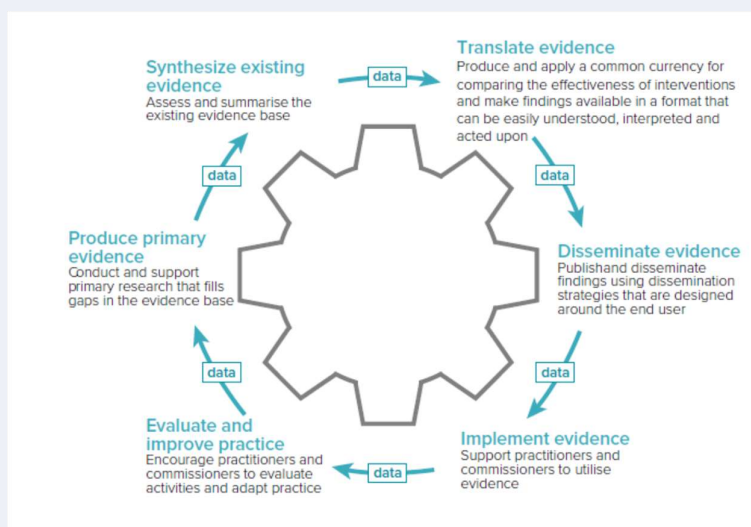 Synthesize existing
evidence
Assess and summarise the
existing evidence base
data
Translate evidence
Produce and apply a common currency for
comparing the effectiveness of interventions
and make findings available in a format that
can be easily understood, interpreted and
acted upon
data
Disseminate evidence
Publishand disseminate
findings using dissemination
strategies that are designed
around the end user
data
Implement evidence
Support practitioners and
commissioners to utilise
evidence
data
Evaluate and
improve practice
Encourage practitioners and
commissioners to evaluate
activities and adapt practice
data
Produce primary
evidence
Conduct and support
primary research that fills
gaps in the evidence base
data